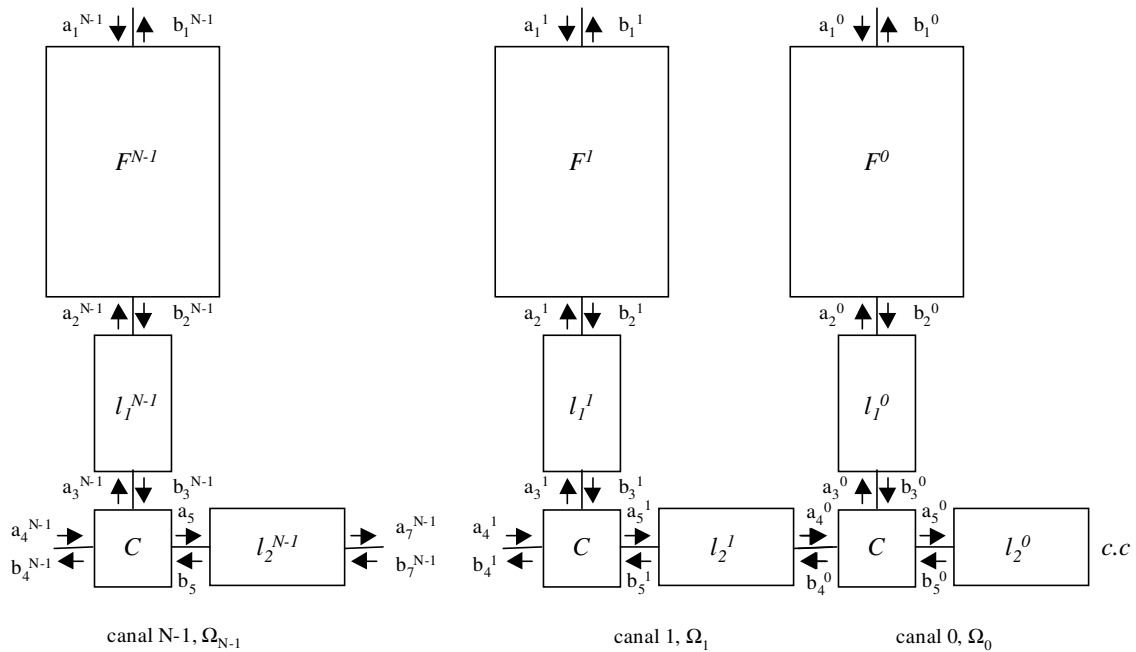 a₁ᴺ⁻¹ b₁ᴺ⁻¹ a₁¹ b₁¹ a₁⁰ b₁⁰
Fᴺ⁻¹ F¹ F⁰
a₂ᴺ⁻¹ b₂ᴺ⁻¹ a₂¹ b₂¹ a₂⁰ b₂⁰
l₁ᴺ⁻¹ l₁¹ l₁⁰
a₃ᴺ⁻¹ b₃ᴺ⁻¹ a₃¹ b₃¹ a₃⁰ b₃⁰
a₄ᴺ⁻¹ a₅ a₇ᴺ⁻¹ a₄¹ a₅¹ a₄⁰ a₅⁰
C l₂ᴺ⁻¹ C l₂¹ C l₂⁰ c.c
b₄ᴺ⁻¹ b₅ b₇ᴺ⁻¹ b₄¹ b₅¹ b₄⁰ b₅⁰
canal N-1, Ω_N-1 canal 1, Ω₁ canal 0, Ω₀